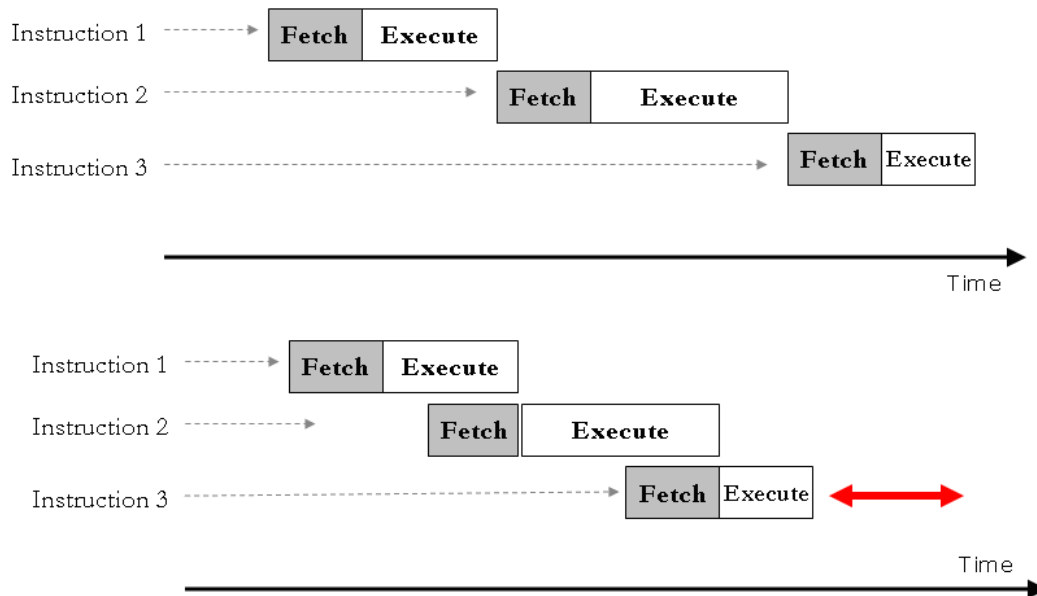 Instruction 1 Fetch Execute
Instruction 2 Fetch Execute
Instruction 3 Fetch Execute
Time
Instruction 1 Fetch Execute
Instruction 2 Fetch Execute
Instruction 3 Fetch Execute
Time